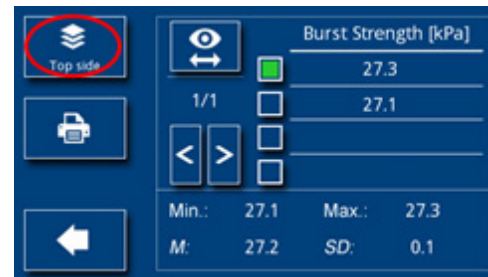 Top side
Burst Strength [kPa]
27.3
1/1
27.1
< >
Min.: 27.1 Max.: 27.3
M: 27.2 SD: 0.1